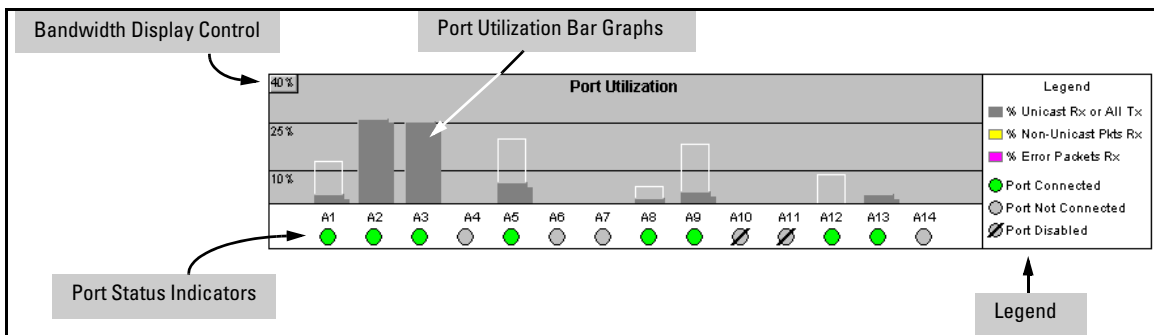 Bandwidth Display Control
Port Utilization Bar Graphs
40%
Port Utilization
25%
10%
A1 A2 A3 A4 A5 A6 A7 A8 A9 A10 A11 A12 A13 A14
Legend
% Unicast Rx or All Tx
% Non-Unicast Pkts Rx
% Error Packets Rx
Port Connected
Port Not Connected
Port Disabled
Port Status Indicators
Legend